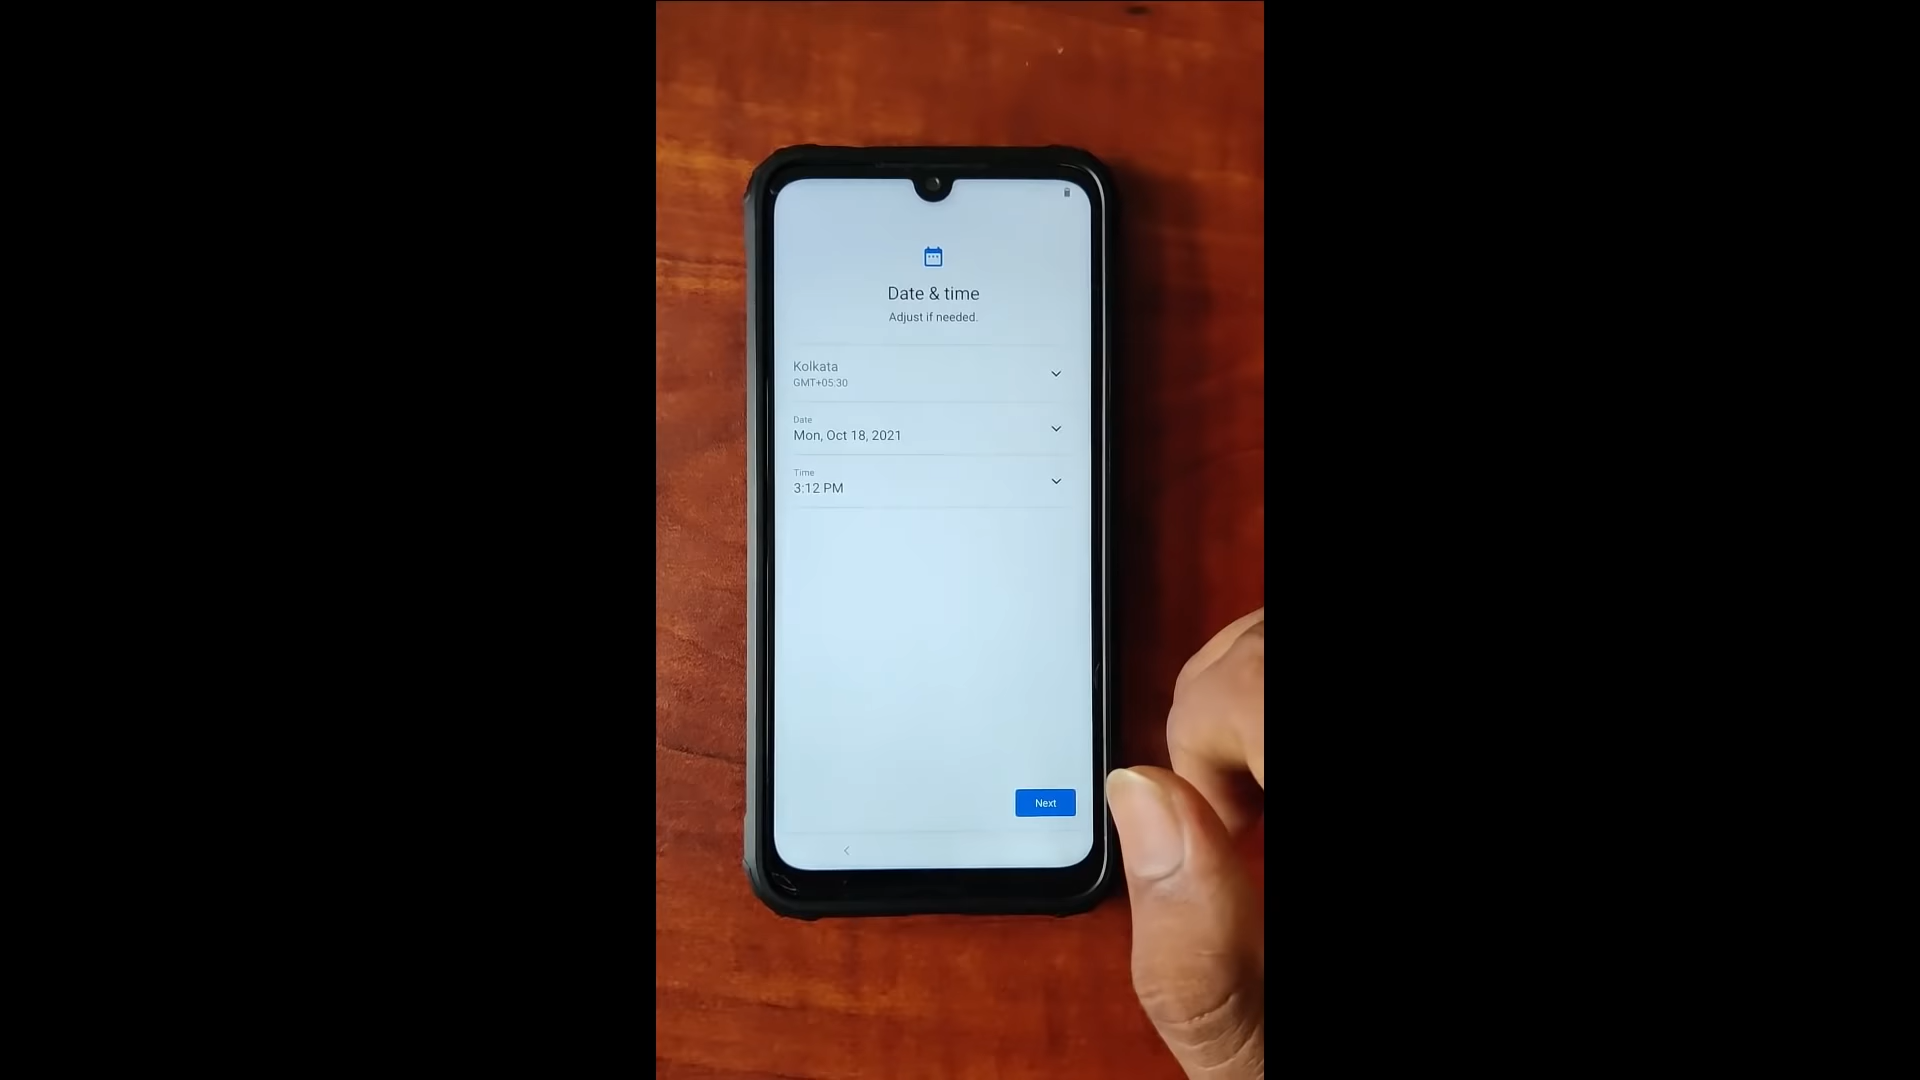 Date & time
Adjust if needed.
Kolkata
GMT+05:30
Date
Mon, Oct 18, 2021
Time
3:12 PM
Next